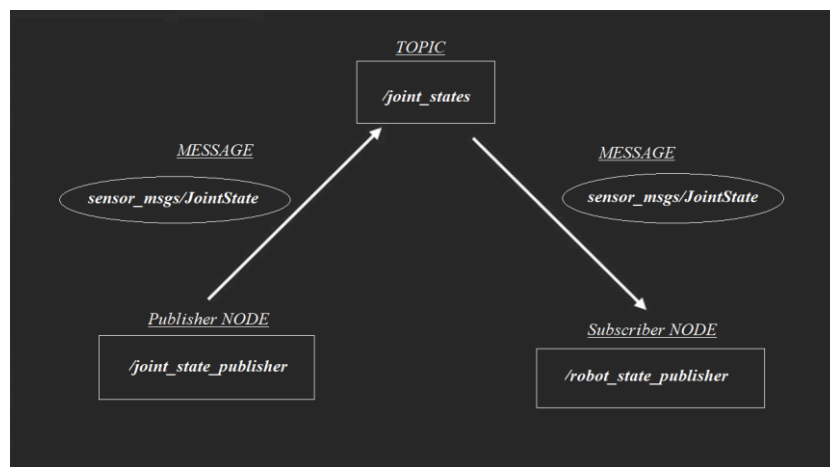 TOPIC
/joint_states
MESSAGE
sensor_msgs/JointState
MESSAGE
sensor_msgs/JointState
Publisher NODE
/joint_state_publisher
Subscriber NODE
/robot_state_publisher